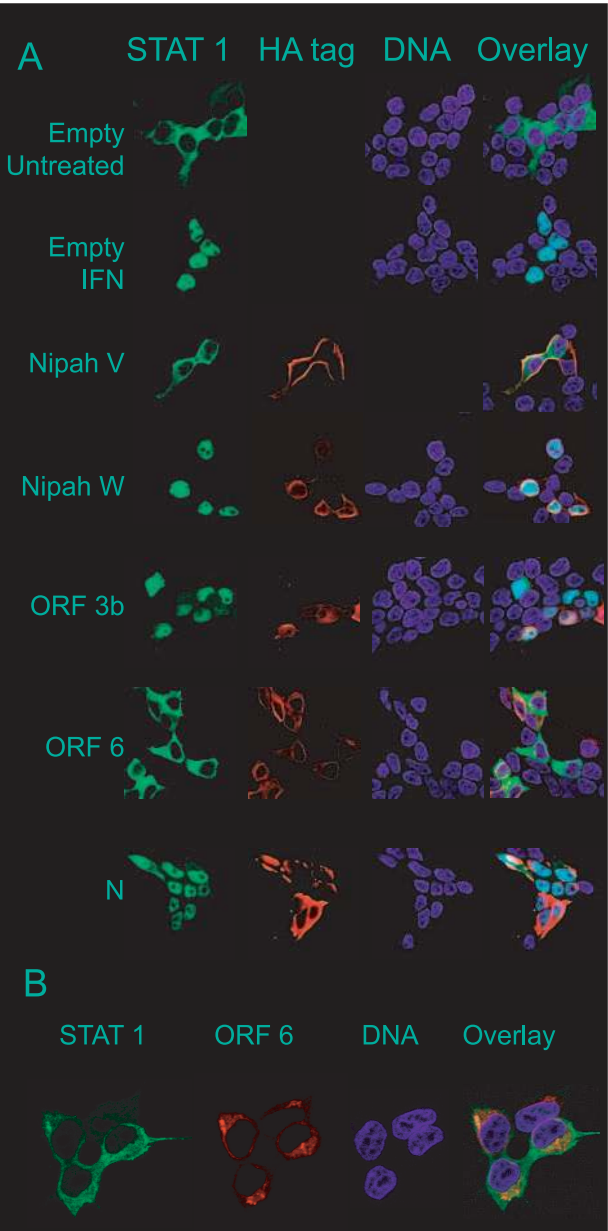 A
STAT 1 HA tag DNA Overlay
Empty
Untreated
Empty
IFN
Nipah V
Nipah W
ORF 3b
ORF 6
N
B
STAT 1 ORF 6 DNA Overlay